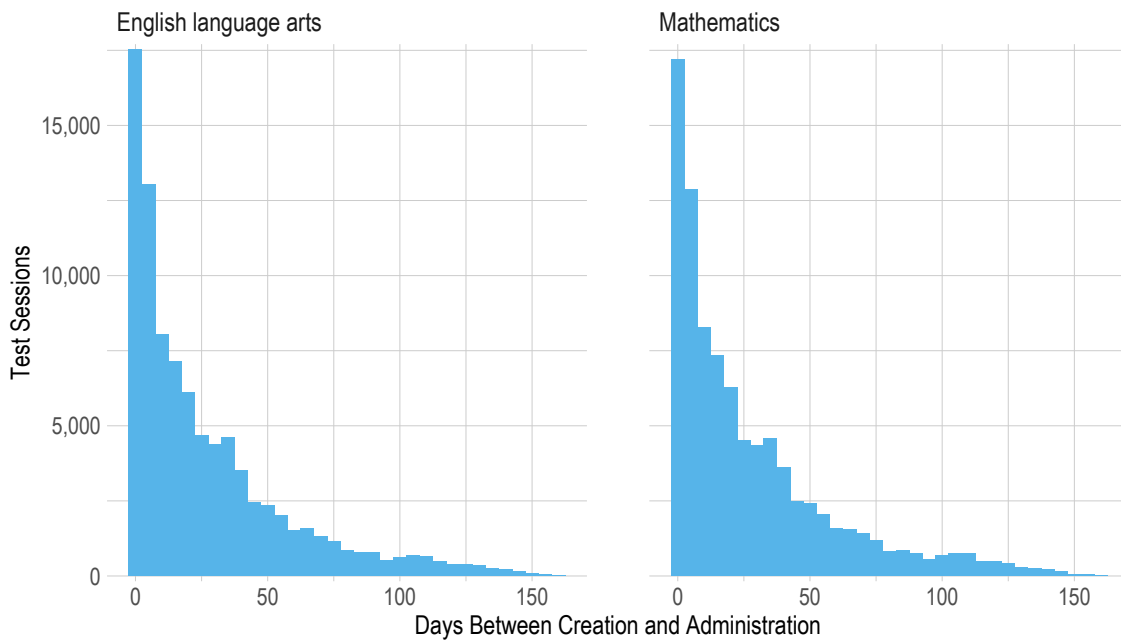 English language arts
Mathematics
Test Sessions
15,000
10,000
5,000
0
0 50 100 150
0 50 100 150
Days Between Creation and Administration